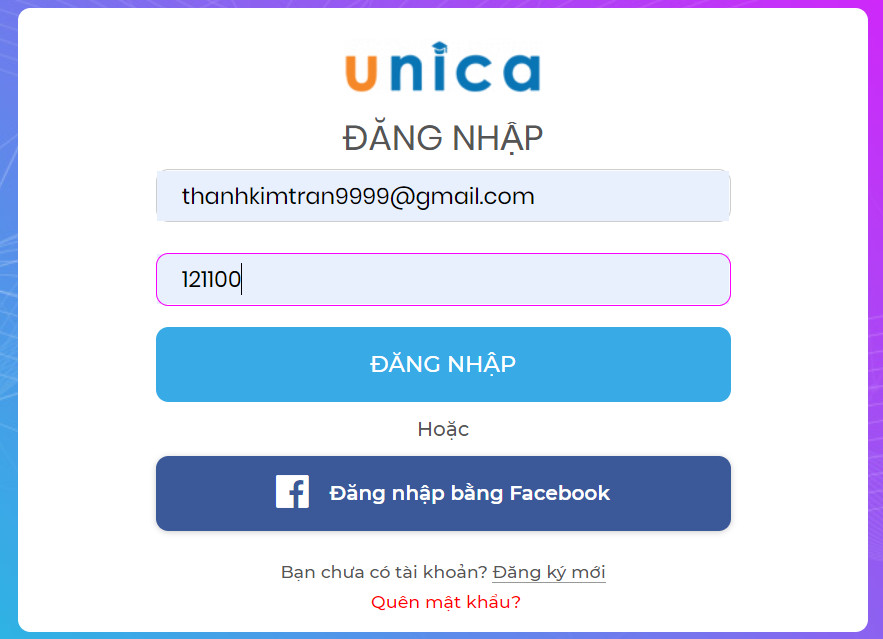 unica
ĐĂNG NHẬP
thanhkimtran9999@gmail.com
121100
ĐĂNG NHẬP
Hoặc
Đăng nhập bằng Facebook
Bạn chưa có tài khoản? Đăng ký mới
Quên mật khẩu?